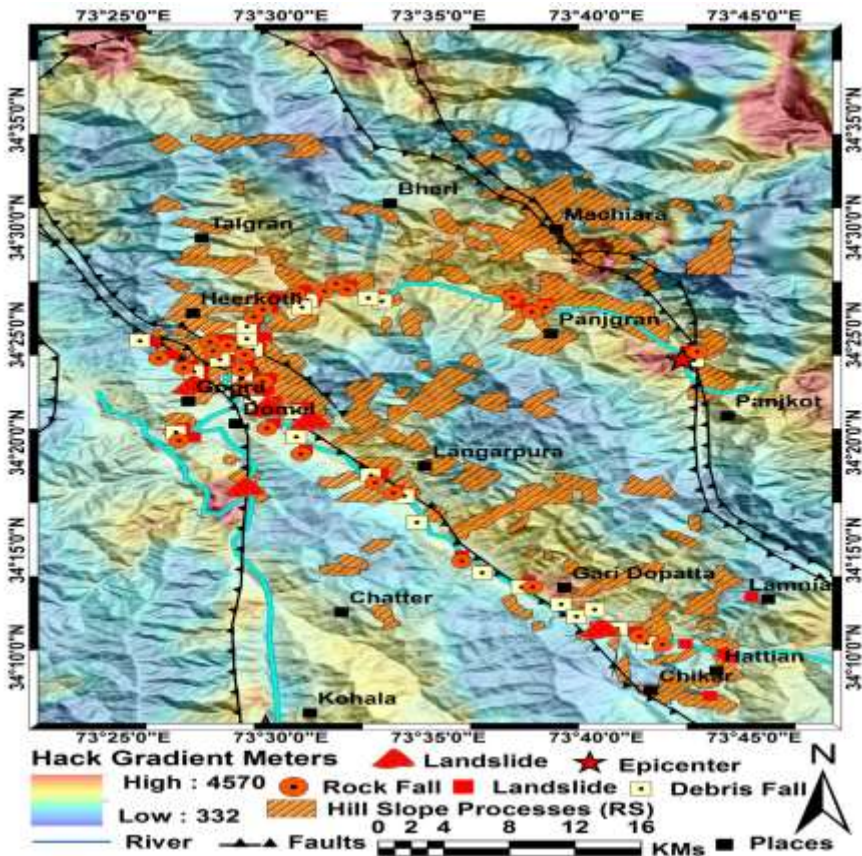 73°25'0"E 73°30'0"E 73°35'0"E 73°40'0"E 73°45'0"E
34°35'0"N 34°35'0"N
Bheri
34°30'0"N Talgran Machiara 34°30'0"N
Heerkoth
34°25'0"N Panjgran 34°25'0"N
Gojra
Domel Panjkot
34°20'0"N Langarpura 34°20'0"N
34°15'0"N 34°15'0"N
Gari Dopatta
Chatter Lamnia
34°10'0"N Hattian 34°10'0"N
Chikar
Kohala
73°25'0"E 73°30'0"E 73°35'0"E 73°40'0"E 73°45'0"E
Hack Gradient Meters Landslide Epicenter N
High : 4570 Rock Fall Landslide Debris Fall
Low : 332 Hill Slope Processes (RS)
River Faults 0 2 4 8 12 16 KMs Places